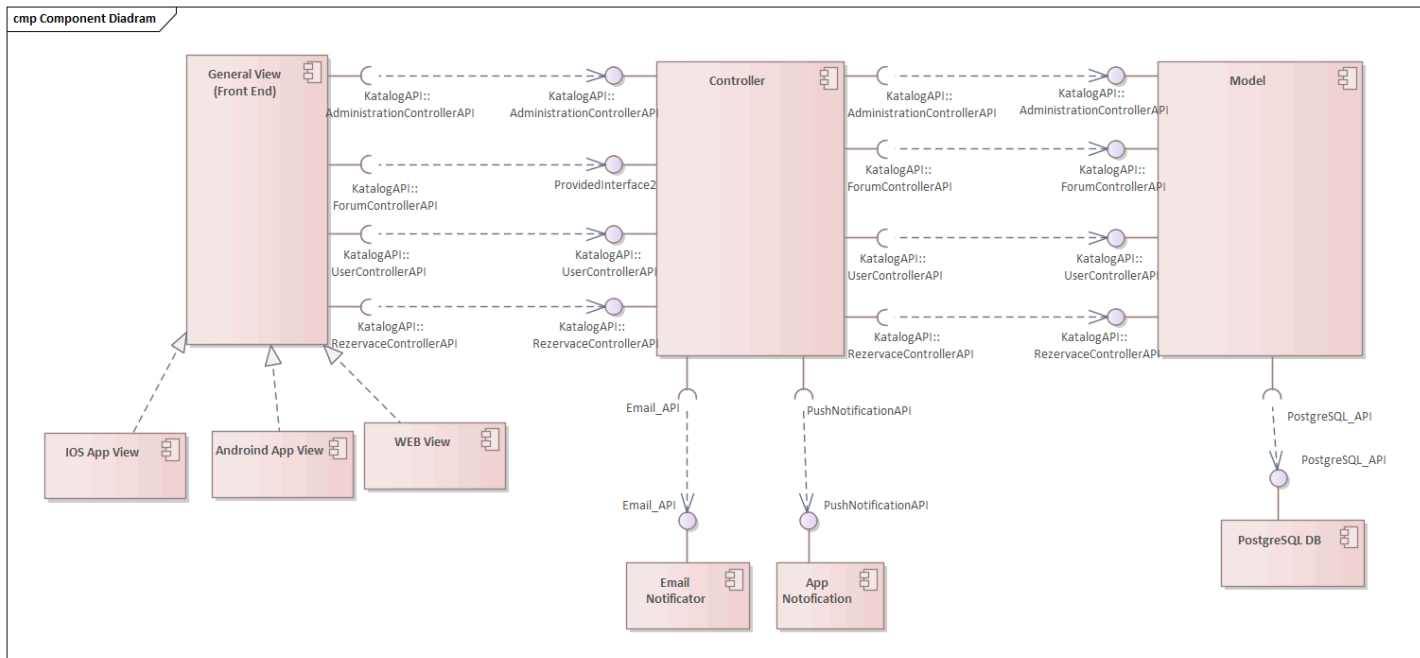 cmp Component Diadram
General View
(Front End)
KatalogAPI::
AdministrationControllerAPI
KatalogAPI::
AdministrationControllerAPI
Controller
KatalogAPI::
AdministrationControllerAPI
KatalogAPI::
AdministrationControllerAPI
Model
KatalogAPI::
ForumControllerAPI
ProvidedInterface2
KatalogAPI::
ForumControllerAPI
KatalogAPI::
ForumControllerAPI
KatalogAPI::
UserControllerAPI
KatalogAPI::
UserControllerAPI
KatalogAPI::
UserControllerAPI
KatalogAPI::
UserControllerAPI
KatalogAPI::
RezervaceControllerAPI
KatalogAPI::
RezervaceControllerAPI
KatalogAPI::
RezervaceControllerAPI
KatalogAPI::
RezervaceControllerAPI
Email_API
PushNotificationAPI
PostgreSQL_API
IOS App View
Androind App View
WEB View
PostgreSQL_API
Email_API
PushNotificationAPI
PostgreSQL DB
Email
Notificator
App
Notofication